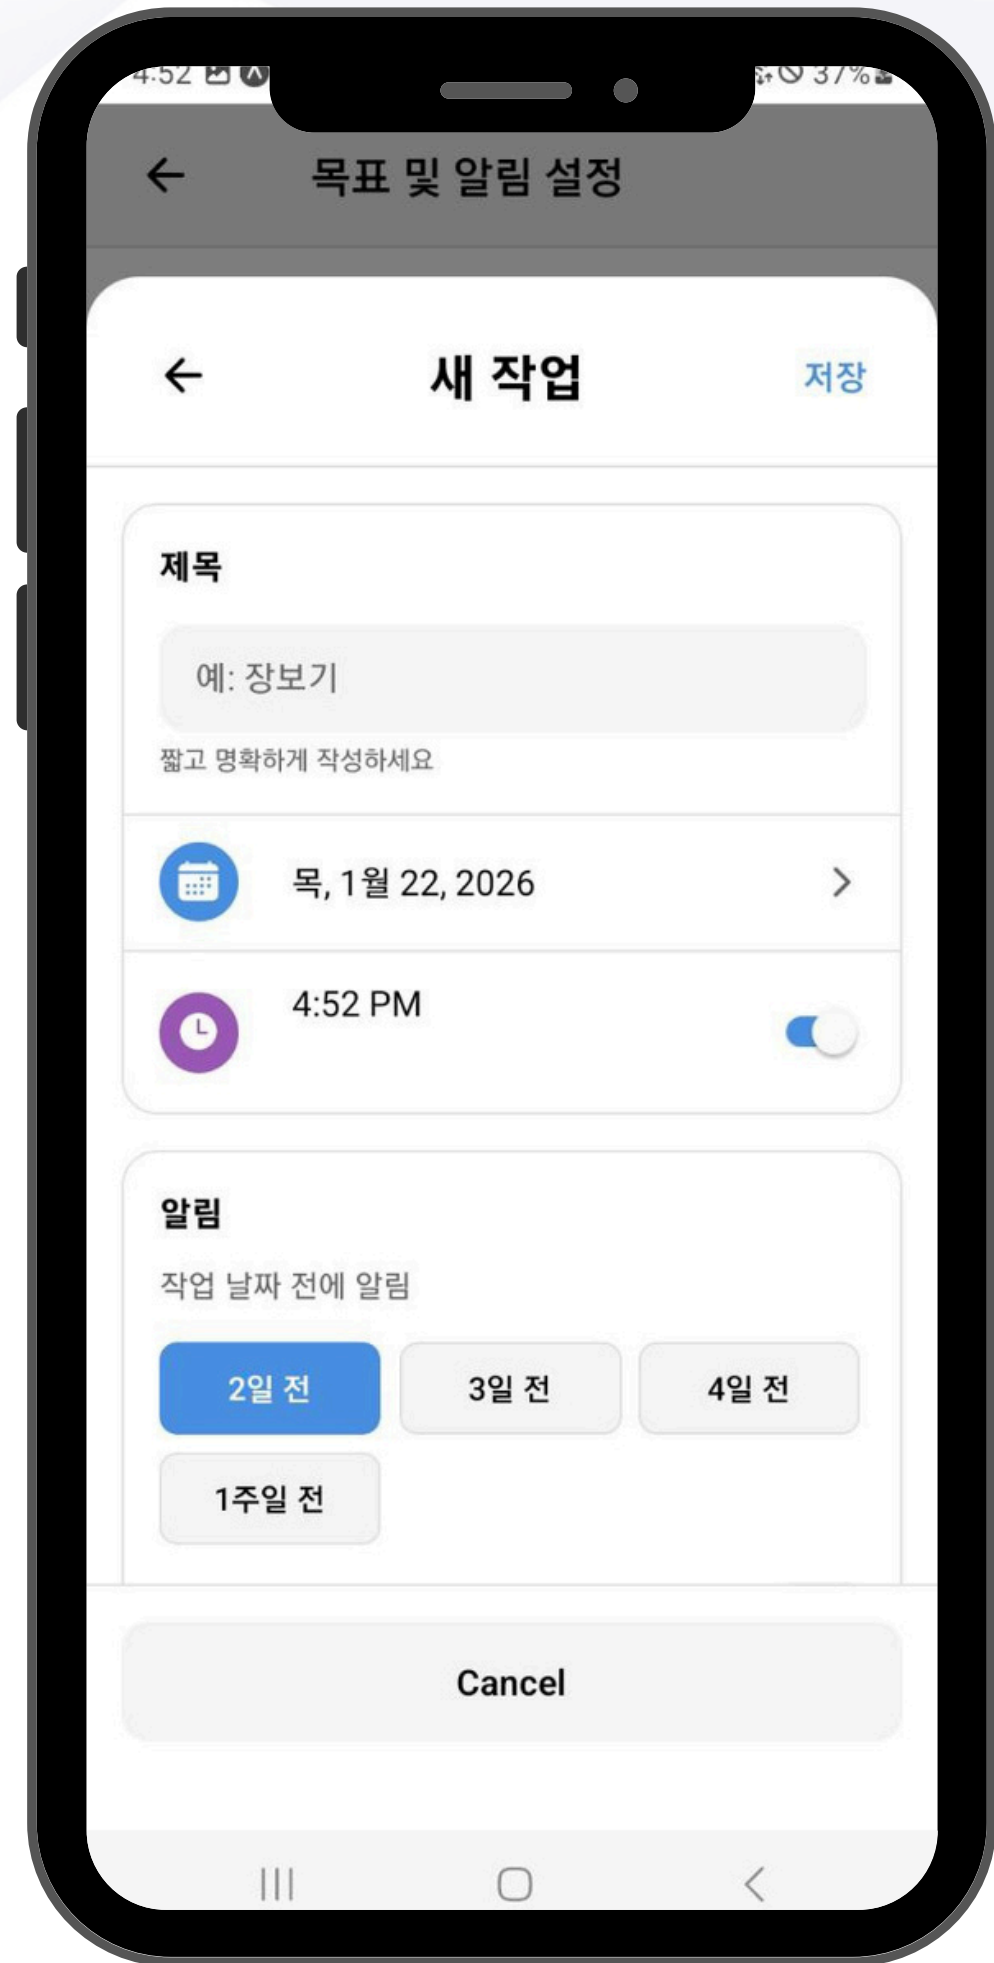 4:52 37%
목표 및 알림 설정
새 작업 저장
제목
예: 장보기
짧고 명확하게 작성하세요
목, 1월 22, 2026
4:52 PM
알림
작업 날짜 전에 알림
2일 전 3일 전 4일 전
1주일 전
Cancel